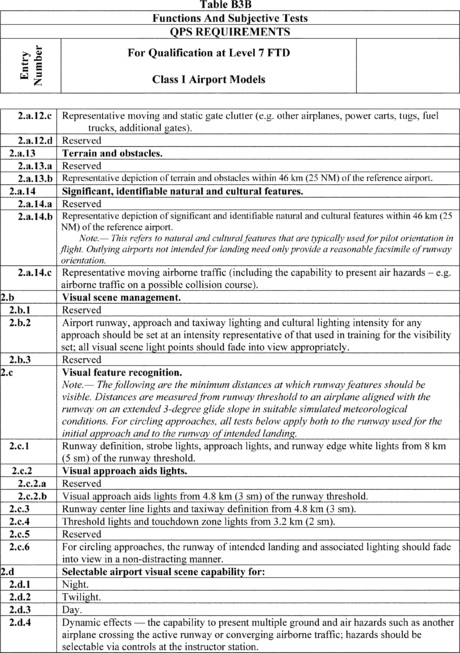 Table B3B
Functions And Subjective Tests
QPS REQUIREMENTS
Entry Number
For Qualification at Level 7 FTD
Class I Airport Models
2.a.12.c Representative moving and static gate clutter (e.g. other airplanes, power carts, tugs, fuel
trucks, additional gates).
2.a.12.d Reserved
2.a.13 Terrain and obstacles.
2.a.13.a Reserved
2.a.13.b Representative depiction of terrain and obstacles within 46 km (25 NM) of the reference airport.
2.a.14 Significant, identifiable natural and cultural features.
2.a.14.a Reserved
2.a.14.b Representative depiction of significant and identifiable natural and cultural features within 46 km (25
NM) of the reference airport.
Note.— This refers to natural and cultural features that are typically used for pilot orientation in
flight. Outlying airports not intended for landing need only provide a reasonable facsimile of runway
orientation.
2.a.14.c Representative moving airborne traffic (including the capability to present air hazards – e.g.
airborne traffic on a possible collision course).
2.b Visual scene management.
2.b.1 Reserved
2.b.2 Airport runway, approach and taxiway lighting and cultural lighting intensity for any
approach should be set at an intensity representative of that used in training for the visibility
set; all visual scene light points should fade into view appropriately.
2.b.3 Reserved
2.c Visual feature recognition.
Note.— The following are the minimum distances at which runway features should be
visible. Distances are measured from runway threshold to an airplane aligned with the
runway on an extended 3-degree glide slope in suitable simulated meteorological
conditions. For circling approaches, all tests below apply both to the runway used for the
initial approach and to the runway of intended landing.
2.c.1 Runway definition, strobe lights, approach lights, and runway edge white lights from 8 km
(5 sm) of the runway threshold.
2.c.2 Visual approach aids lights.
2.c.2.a Reserved
2.c.2.b Visual approach aids lights from 4.8 km (3 sm) of the runway threshold.
2.c.3 Runway center line lights and taxiway definition from 4.8 km (3 sm).
2.c.4 Threshold lights and touchdown zone lights from 3.2 km (2 sm).
2.c.5 Reserved
2.c.6 For circling approaches, the runway of intended landing and associated lighting should fade
into view in a non-distracting manner.
2.d Selectable airport visual scene capability for:
2.d.1 Night.
2.d.2 Twilight.
2.d.3 Day.
2.d.4 Dynamic effects — the capability to present multiple ground and air hazards such as another
airplane crossing the active runway or converging airborne traffic; hazards should be
selectable via controls at the instructor station.